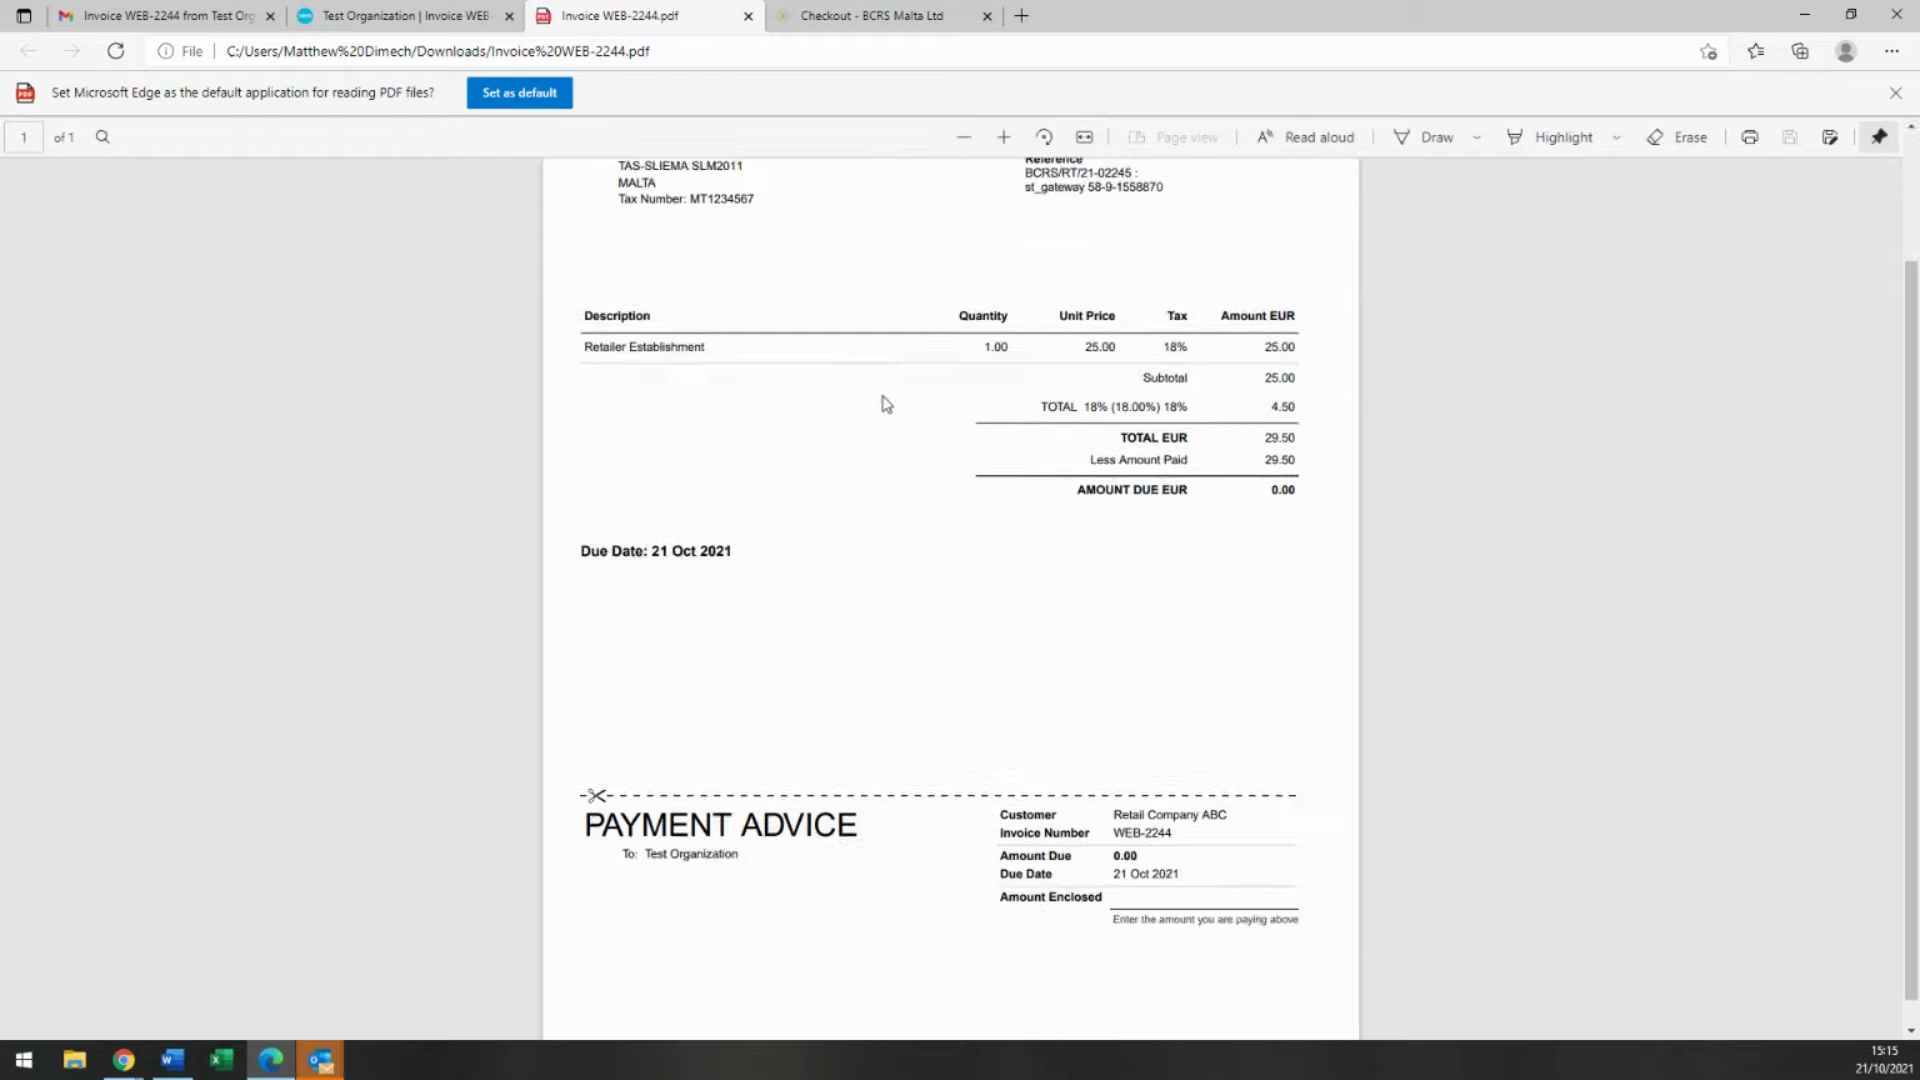 Invoice WEB-2244 from Test Org
Test Organization | Invoice WEB-
Invoice WEB-2244.pdf
Checkout - BCRS Malta Ltd
File
C:/Users/Matthew%20Dimech/Downloads/Invoice%20WEB-2244.pdf
PDF
Set Microsoft Edge as the default application for reading PDF files?
Set as default
1 of 1
Page view
Read aloud
Draw
Highlight
Erase
TAS-SLIEMA SLM2011
MALTA
Tax Number: MT1234567
Reference
BCRS/RT/21-02245 :
st_gateway 58-9-1558870
Description Quantity Unit Price Tax Amount EUR
Retailer Establishment 1.00 25.00 18% 25.00
Subtotal 25.00
TOTAL 18% (18.00%) 18% 4.50
TOTAL EUR 29.50
Less Amount Paid 29.50
AMOUNT DUE EUR 0.00
Due Date: 21 Oct 2021
PAYMENT ADVICE
To: Test Organization
Customer Retail Company ABC
Invoice Number WEB-2244
Amount Due 0.00
Due Date 21 Oct 2021
Amount Enclosed
Enter the amount you are paying above
15:15
21/10/2021